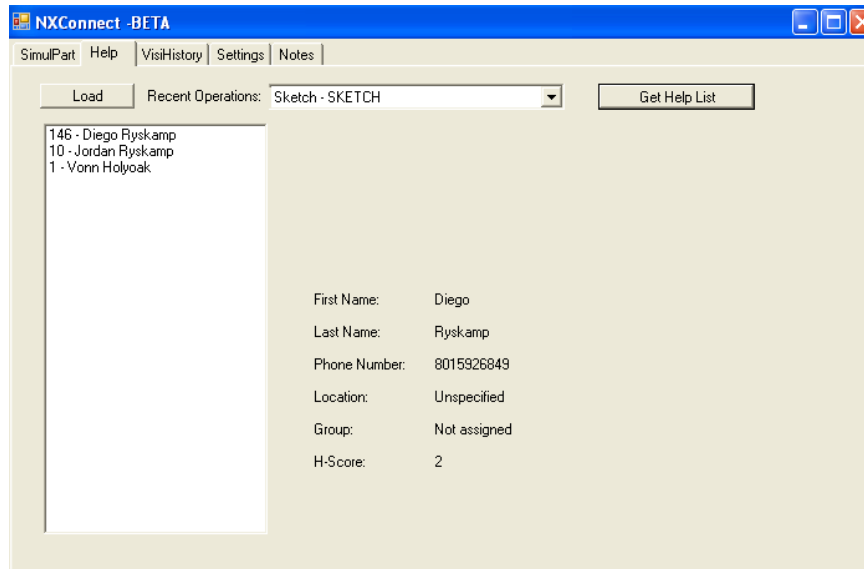 NXConnect -BETA
SimulPart Help VisiHistory Settings Notes
Load Recent Operations: Sketch - SKETCH Get Help List
146 - Diego Ryskamp
10 - Jordan Ryskamp
1 - Vonn Holyoak
First Name: Diego
Last Name: Ryskamp
Phone Number: 8015926849
Location: Unspecified
Group: Not assigned
H-Score: 2